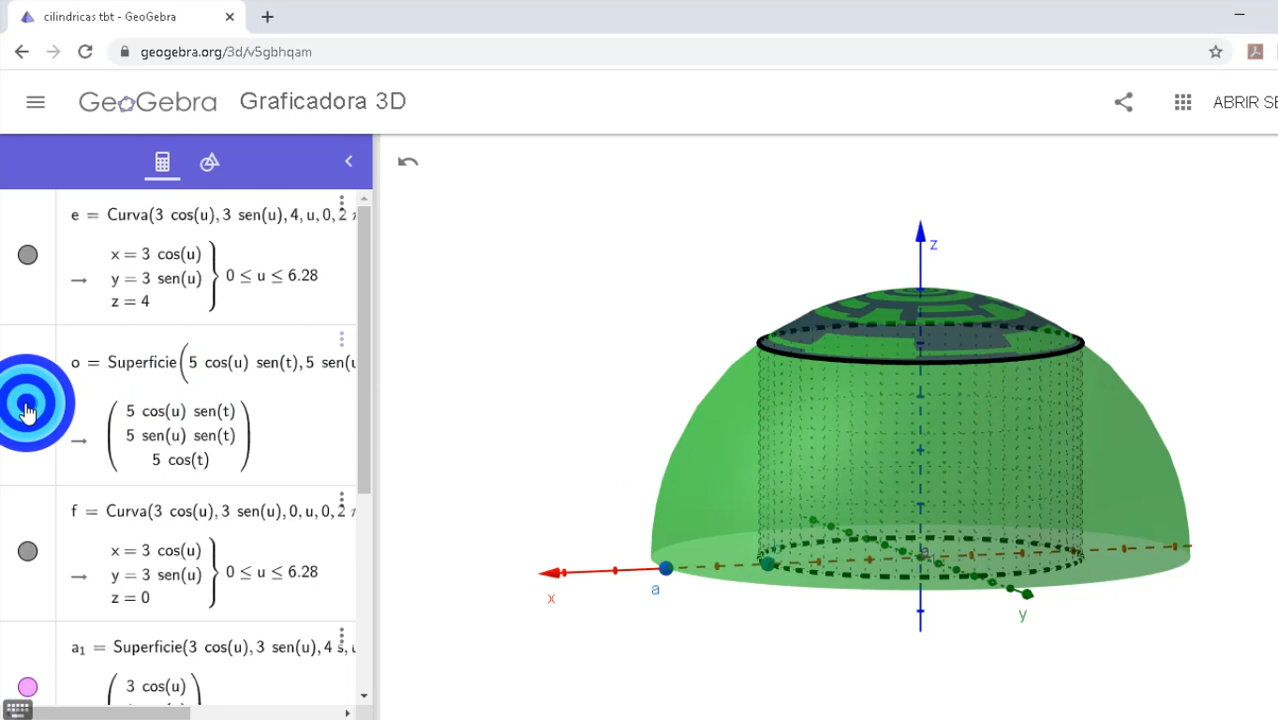 cilindricas tbt - GeoGebra
geogebra.org/3d/v5gbhqam
GeoGebra Graficadora 3D
ABRIR SE
e = Curva(3 cos(u), 3 sen(u), 4, u, 0, 2
x = 3 cos(u)
y = 3 sen(u)
z = 4
→ 0 ≤ u ≤ 6.28
o = Superficie(5 cos(u) sen(t), 5 sen(u
5 cos(u) sen(t)
→ 5 sen(u) sen(t)
5 cos(t)
f = Curva(3 cos(u), 3 sen(u), 0, u, 0, 2
x = 3 cos(u)
y = 3 sen(u)
z = 0
→ 0 ≤ u ≤ 6.28
a₁ = Superficie(3 cos(u), 3 sen(u), 4 s, u
3 cos(u)
z
x
a
y